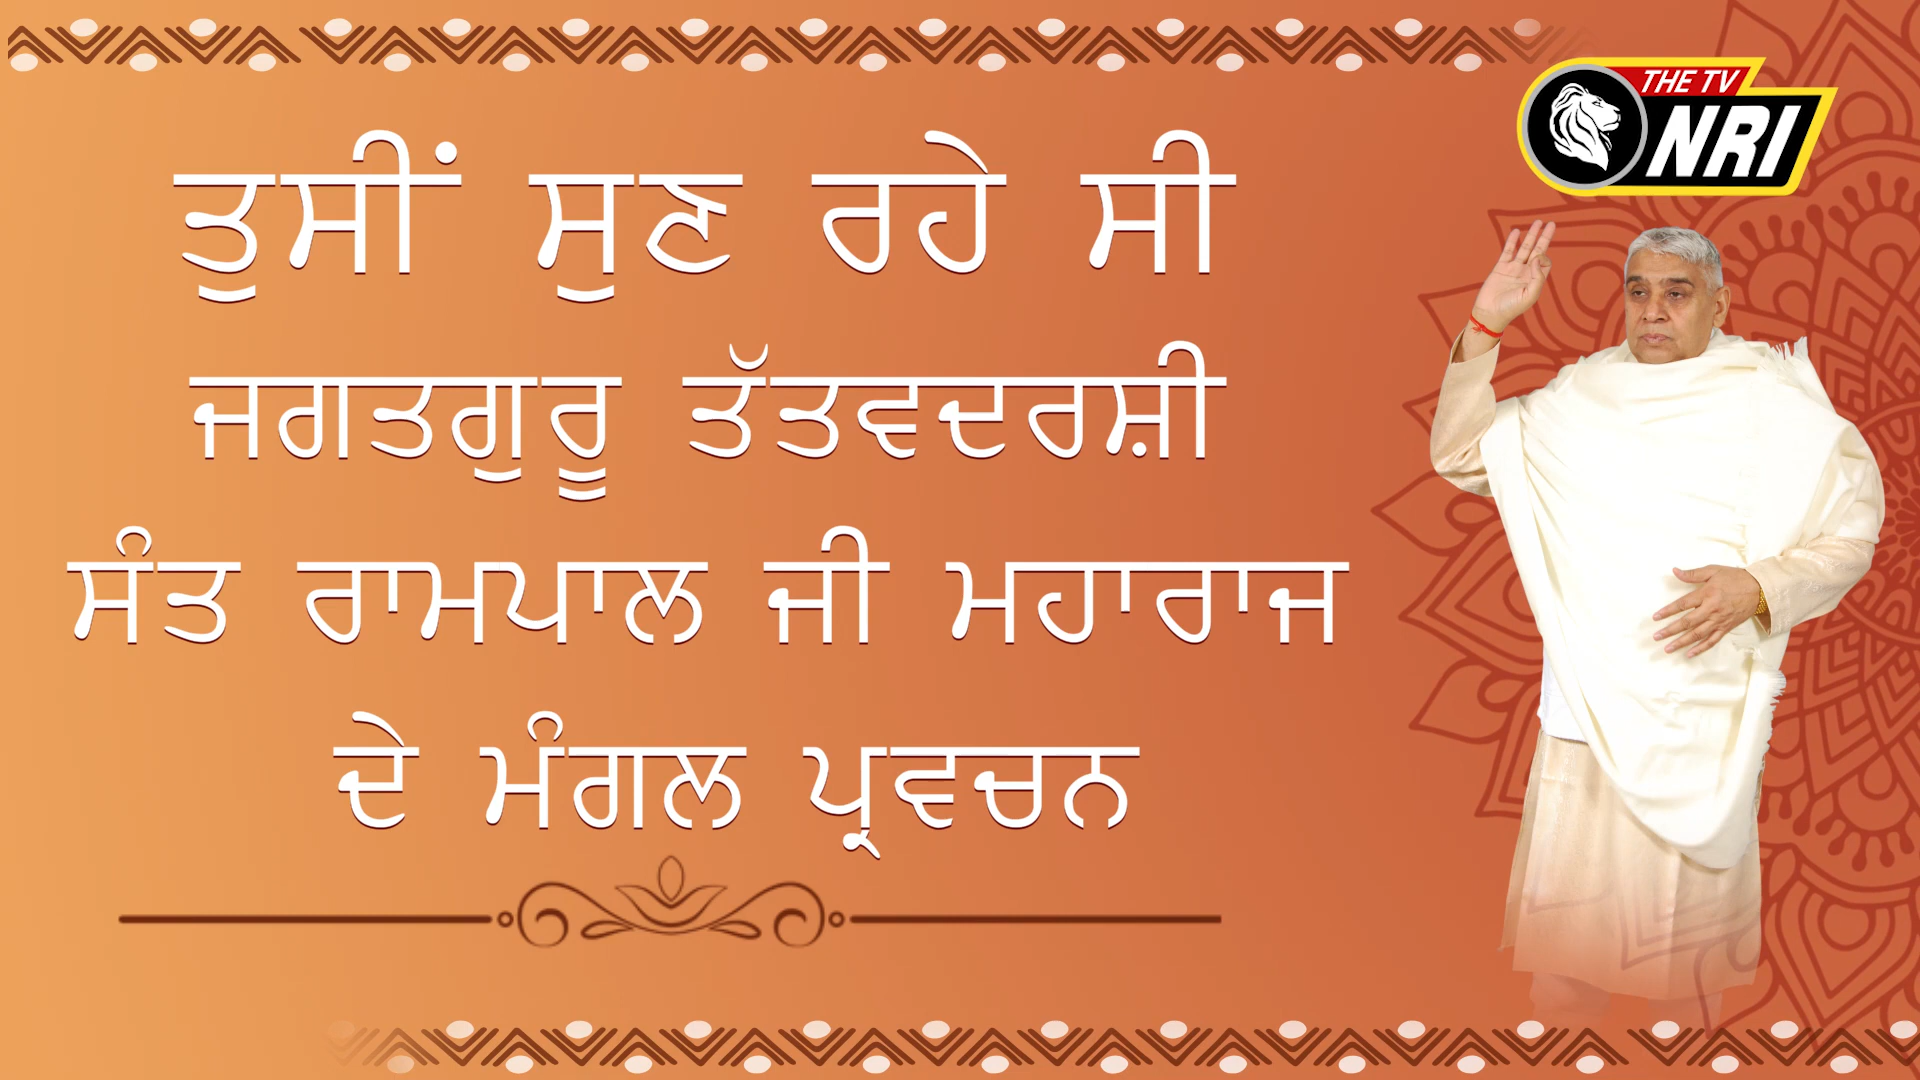 THE TV
NRI
ਤੁਸੀਂ ਸੁਣ ਰਹੇ ਸੀ
ਜਗਤਗੁਰੂ ਤੱਤਵਦਰਸ਼ੀ
ਸੰਤ ਰਾਮਪਾਲ ਜੀ ਮਹਾਰਾਜ
ਦੇ ਮੰਗਲ ਪ੍ਰਵਚਨ